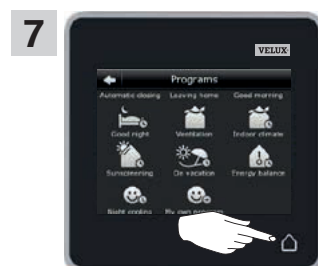 7
VELUX
Programs
Automatic closing Leaving home Good morning
Good night Ventilation Indoor climate
Sunscreening On vacation Energy balance
Night cooling My own program